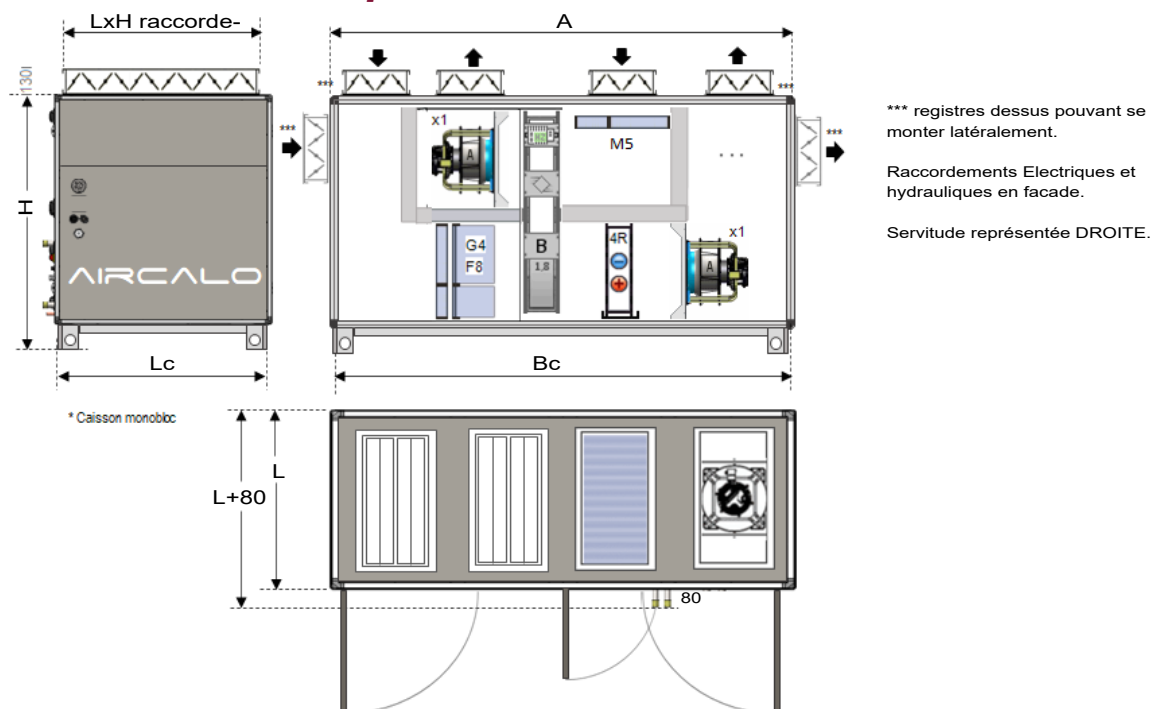 LxH raccorde-
A
130
***
***
***
***
x1
M5
...
H
G4
F8
B
1,8
4R
x1
A
A
AIRCALO
Lc
Bc
* Caisson monobloc
L
L+80
80
*** registres dessus pouvant se
monter latéralement.
Raccordements Electriques et
hydrauliques en facade.
Servitude représentée DROITE.